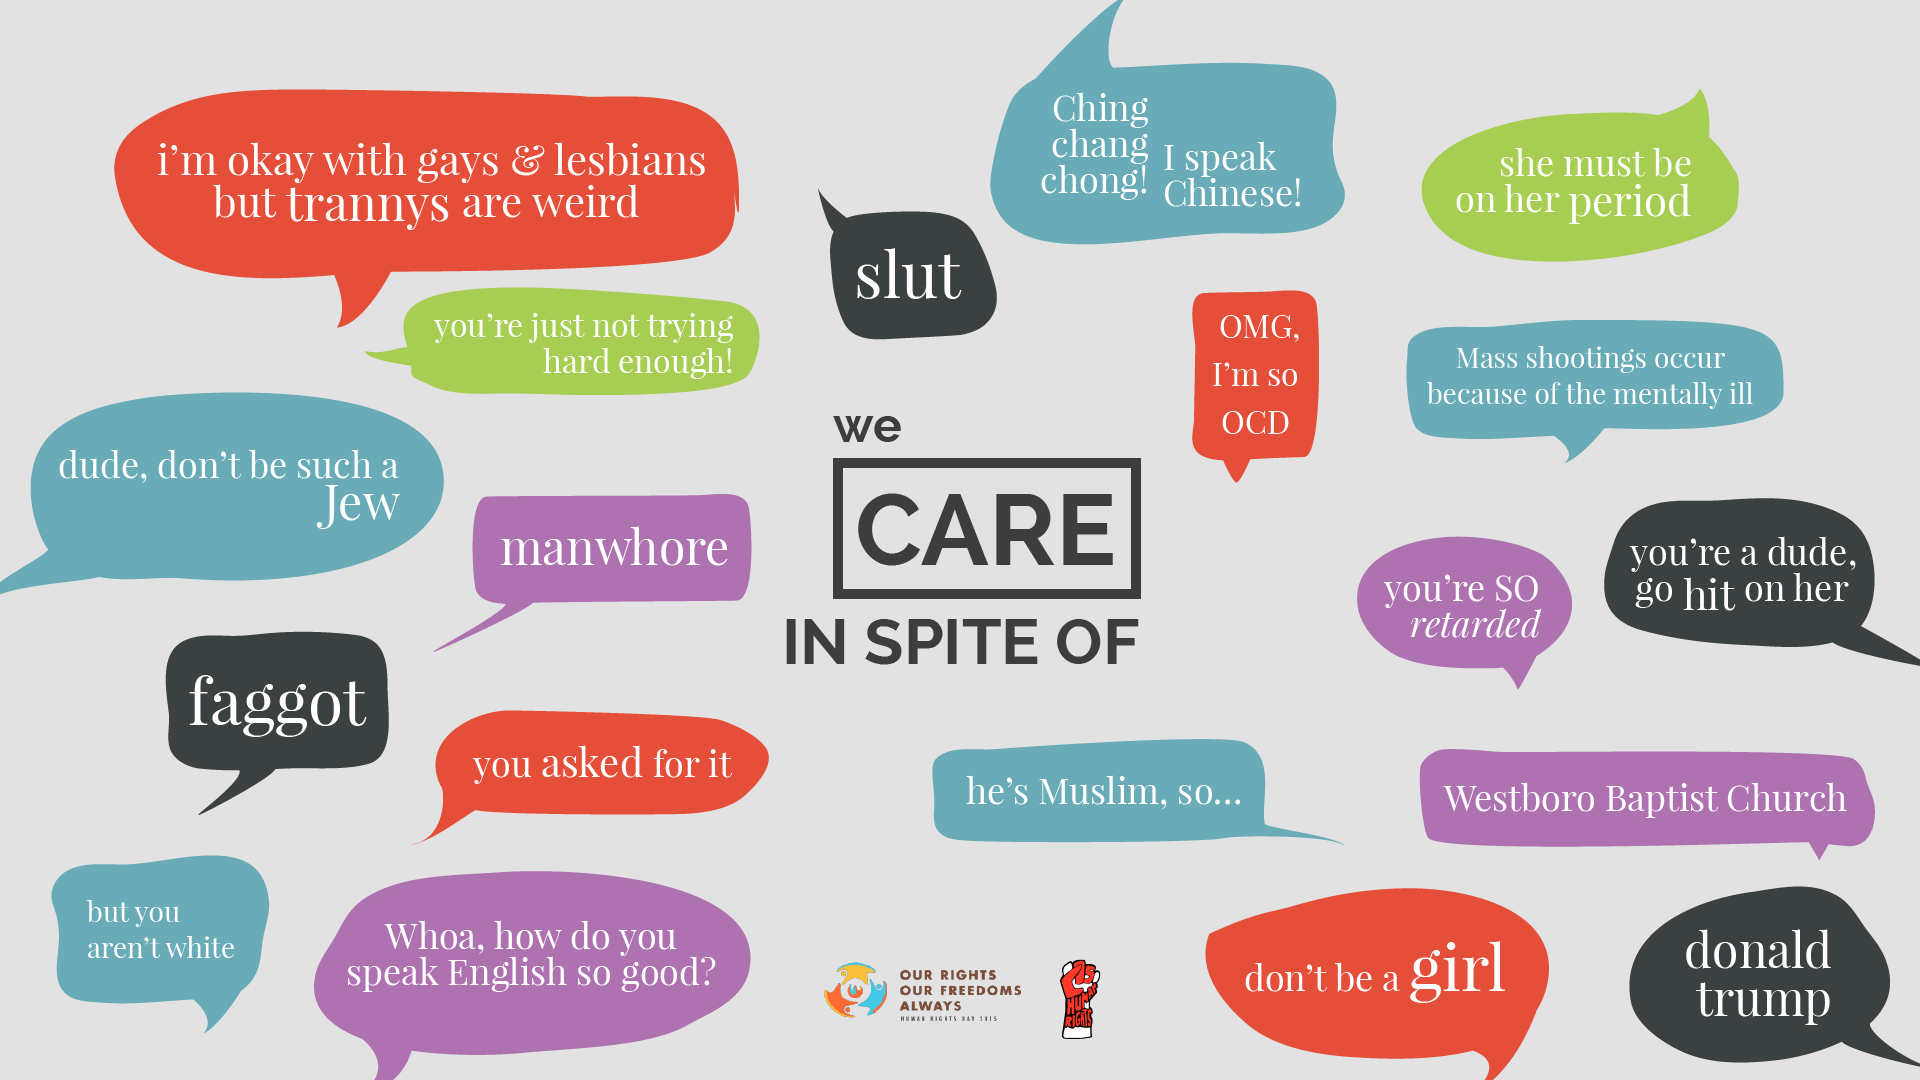 i'm okay with gays & lesbians
but trannys are weird
you're just not trying
hard enough!
dude, don't be such a
Jew
manwhore
faggot
you asked for it
but you
aren't white
Whoa, how do you
speak English so good?
slut
Ching
chang
chong!
I speak
Chinese!
she must be
on her period
OMG,
I'm so
OCD
Mass shootings occur
because of the mentally ill
we
CARE
IN SPITE OF
you're SO
retarded
you're a dude,
go hit on her
he's Muslim, so...
Westboro Baptist Church
don't be a girl
donald
trump
OUR RIGHTS
OUR FREEDOMS
ALWAYS
HUMAN RIGHTS DAY 2015
25
HUMAN
RIGHTS